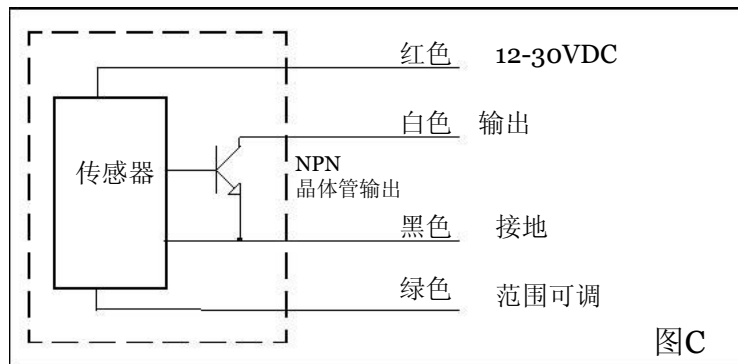 红色 12-30VDC
白色 输出
传感器
NPN
晶体管输出
黑色 接地
绿色 范围可调
图C